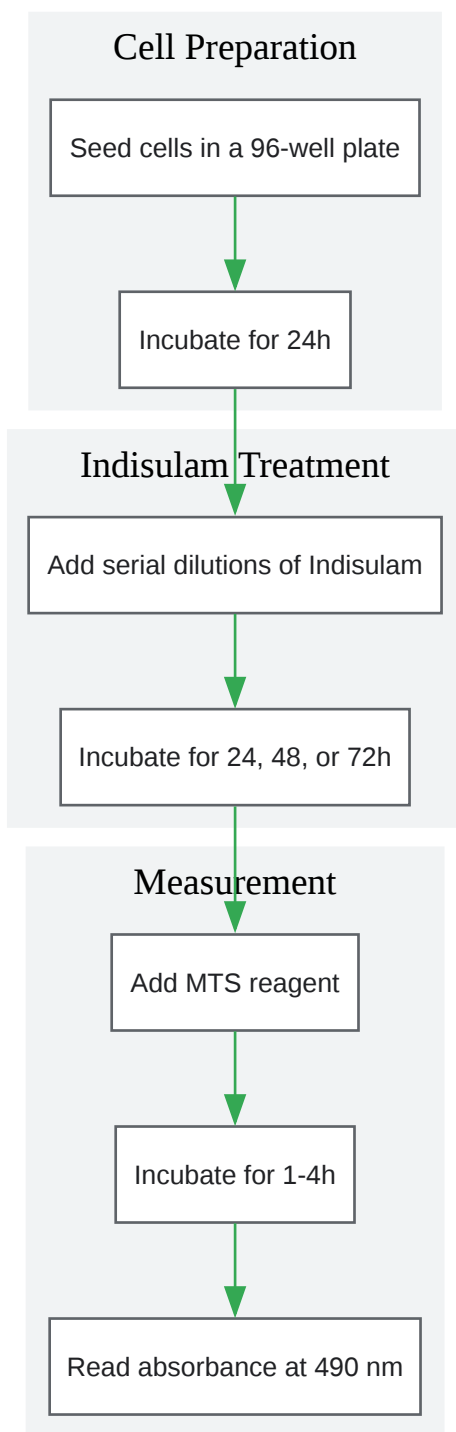 Cell Preparation
Seed cells in a 96-well plate
Incubate for 24h
Indisulam Treatment
Add serial dilutions of Indisulam
Incubate for 24, 48, or 72h
Measurement
Add MTS reagent
Incubate for 1-4h
Read absorbance at 490 nm